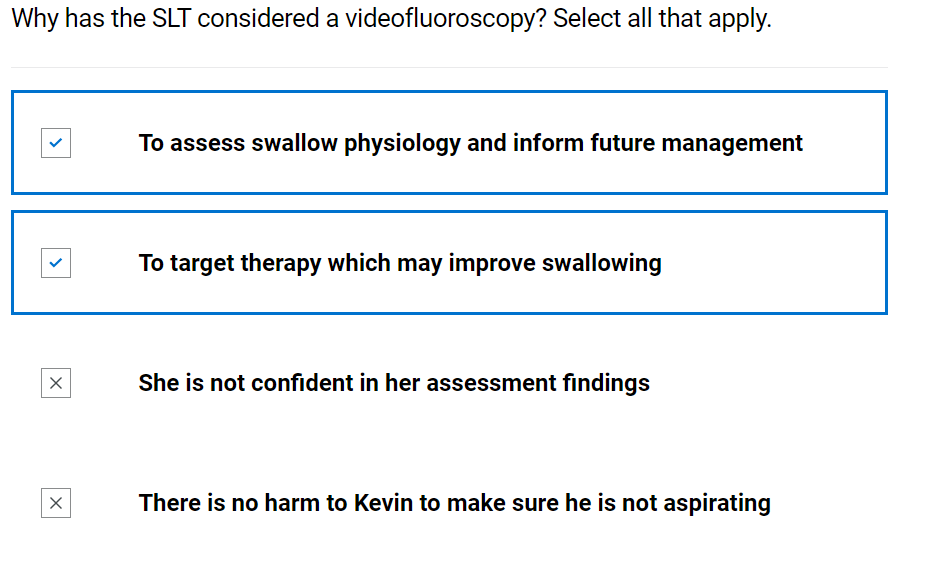 Why has the SLT considered a videofluoroscopy? Select all that apply.
To assess swallow physiology and inform future management
To target therapy which may improve swallowing
She is not confident in her assessment findings
There is no harm to Kevin to make sure he is not aspirating